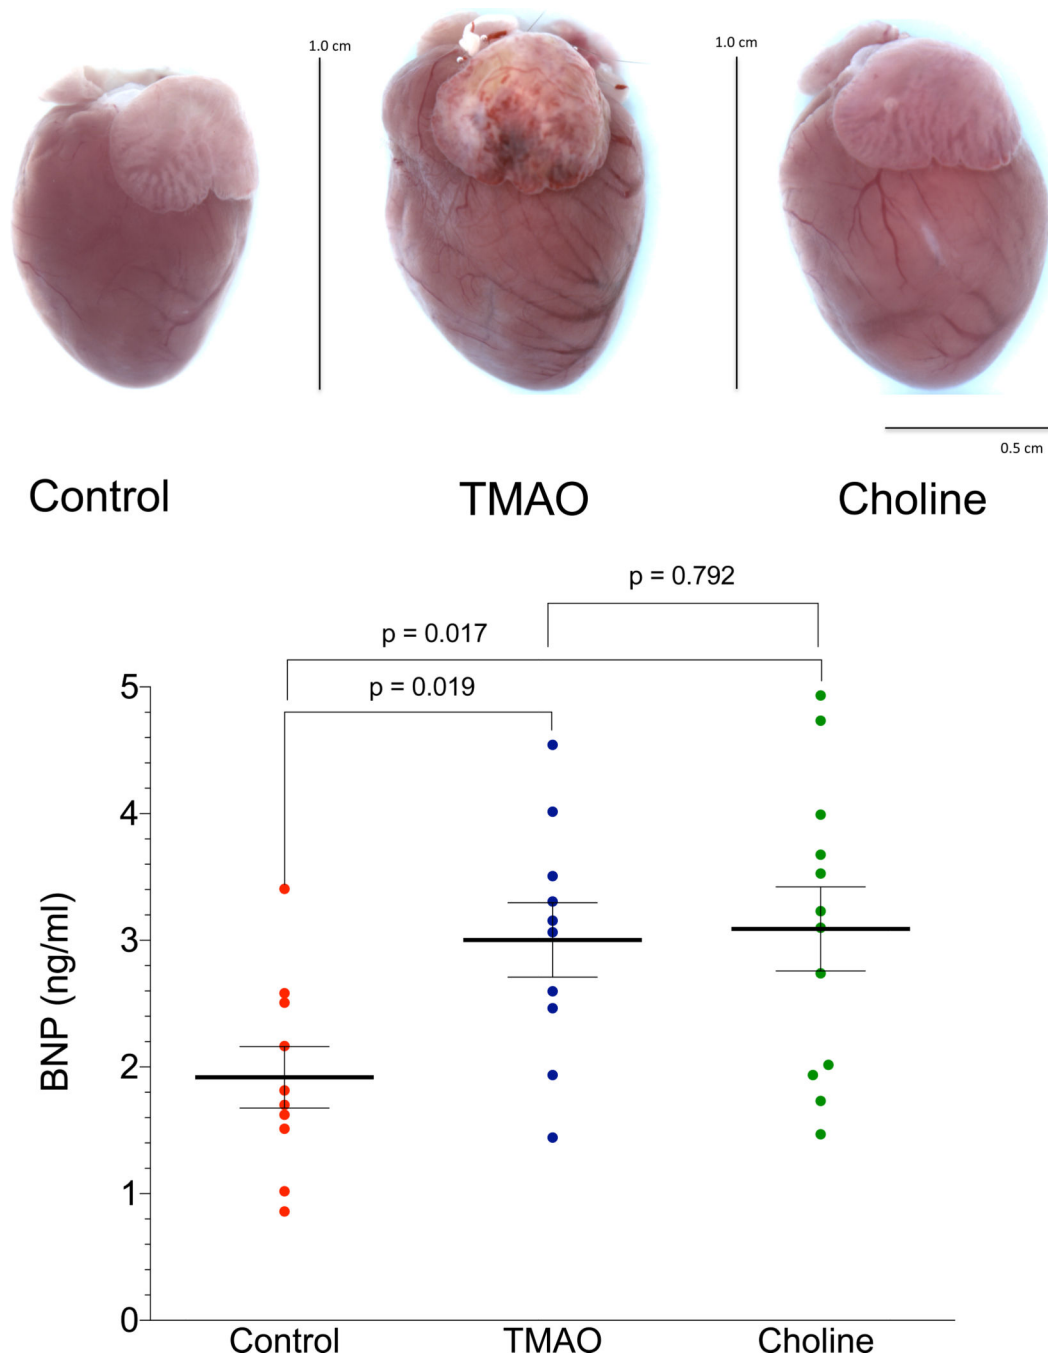 1.0 cm
1.0 cm
0.5 cm
Control
TMAO
Choline
p = 0.792
p = 0.017
p = 0.019
5
4
3
2
1
0
BNP (ng/ml)
Control
TMAO
Choline